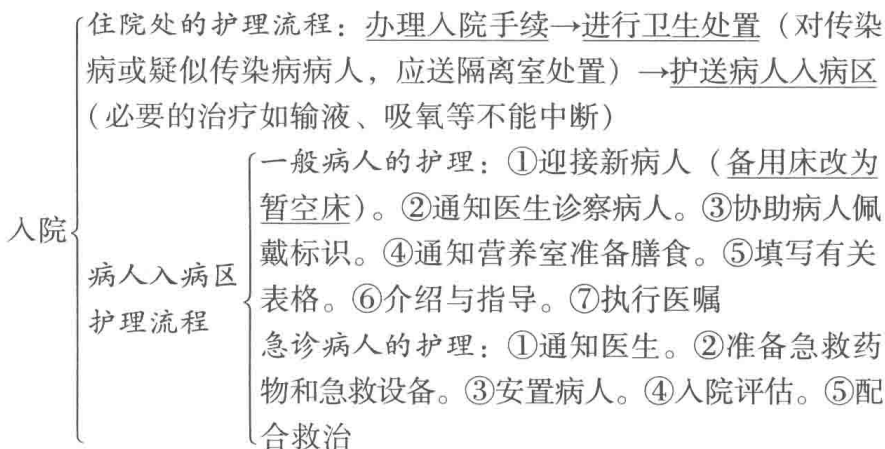 住院处的护理流程：办理入院手续→进行卫生处置（对传染
病或疑似传染病病人，应送隔离室处置）→护送病人入病区
（必要的治疗如输液、吸氧等不能中断）
入院
病人入病区
护理流程
一般病人的护理：①迎接新病人（备用床改为
暂空床）。②通知医生诊察病人。③协助病人佩
戴标识。④通知营养室准备膳食。⑤填写有关
表格。⑥介绍与指导。⑦执行医嘱
急诊病人的护理：①通知医生。②准备急救药
物和急救设备。③安置病人。④入院评估。⑤配
合救治